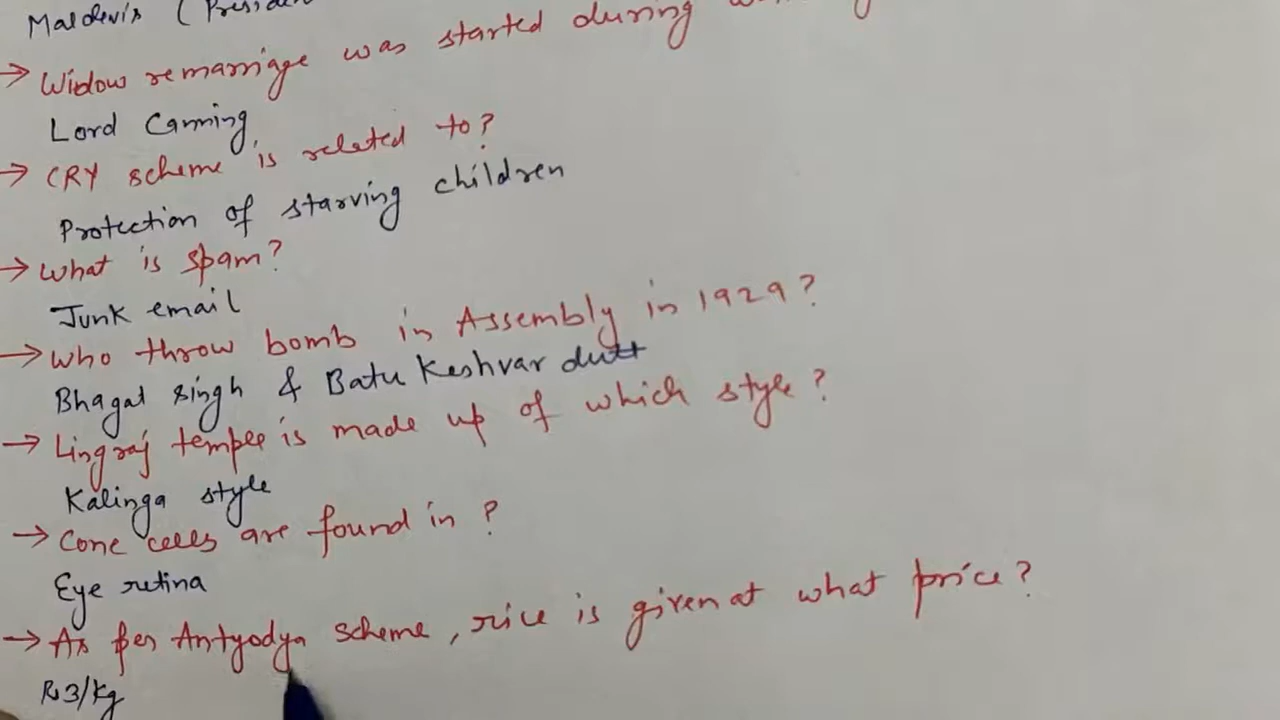 Maldevis (
→ Widow remarriage was started during
Lord Canning
→ CRY scheme is related to?
Protection of starving children
→ What is spam?
Junk email
→ Who throw bomb in Assembly in 1929?
Bhagat Singh & Batu Keshvar dutt
→ Lingraj temple is made up of which style?
Kalinga style
→ Cone cells are found in?
Eye retina
→ As per Antyodya scheme, rice is given at what price?
Rs 3/Kg